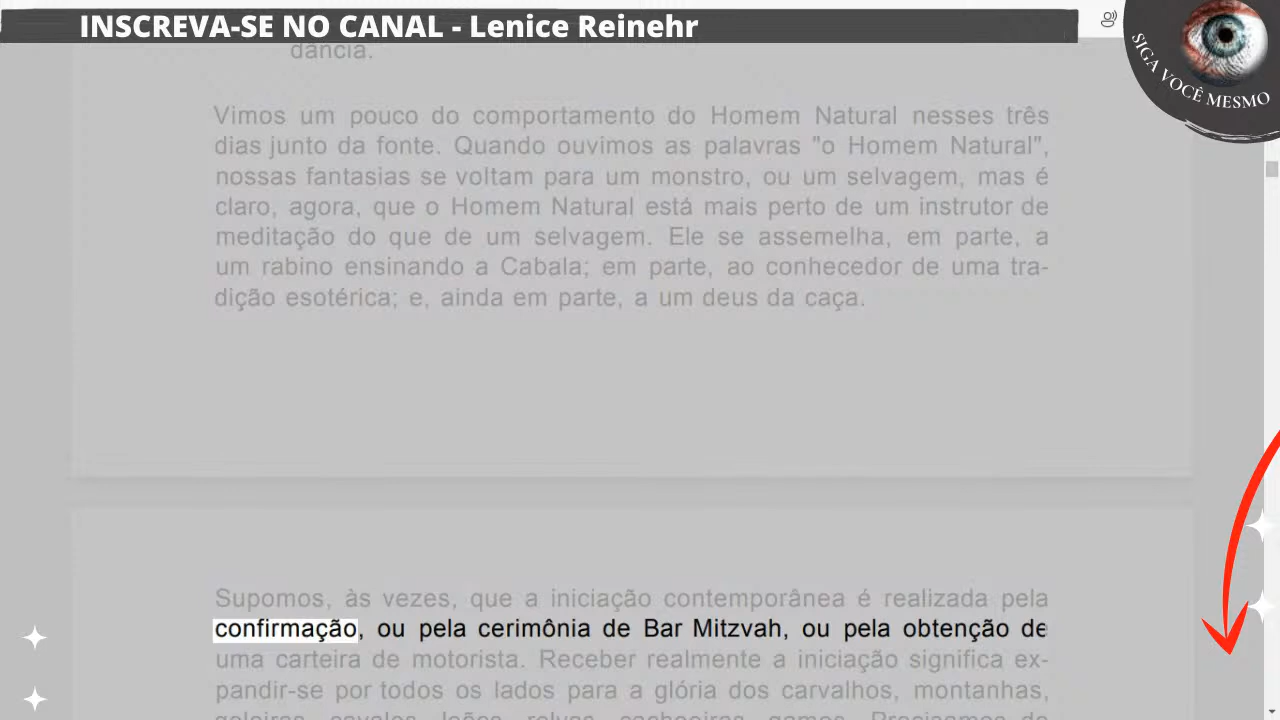 INSCREVA-SE NO CANAL - Lenice Reinehr
SIGA VOCÊ MESMO
dância.
Vimos um pouco do comportamento do Homem Natural nesses três
dias junto da fonte. Quando ouvimos as palavras "o Homem Natural",
nossas fantasias se voltam para um monstro, ou um selvagem, mas é
claro, agora, que o Homem Natural está mais perto de um instrutor de
meditação do que de um selvagem. Ele se assemelha, em parte, a
um rabino ensinando a Cabala; em parte, ao conhecedor de uma tra-
dição esotérica; e, ainda em parte, a um deus da caça.
Supomos, às vezes, que a iniciação contemporânea é realizada pela
confirmação, ou pela cerimônia de Bar Mitzvah, ou pela obtenção de
uma carteira de motorista. Receber realmente a iniciação significa ex-
pandir-se por todos os lados para a glória dos carvalhos, montanhas,